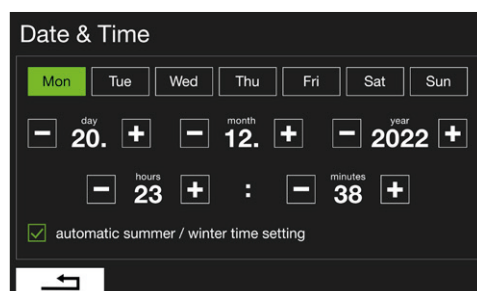 Date & Time
Mon Tue Wed Thu Fri Sat Sun
day month year
− 20. + − 12. + − 2022 +
hours minutes
− 23 + : − 38 +
automatic summer / winter time setting